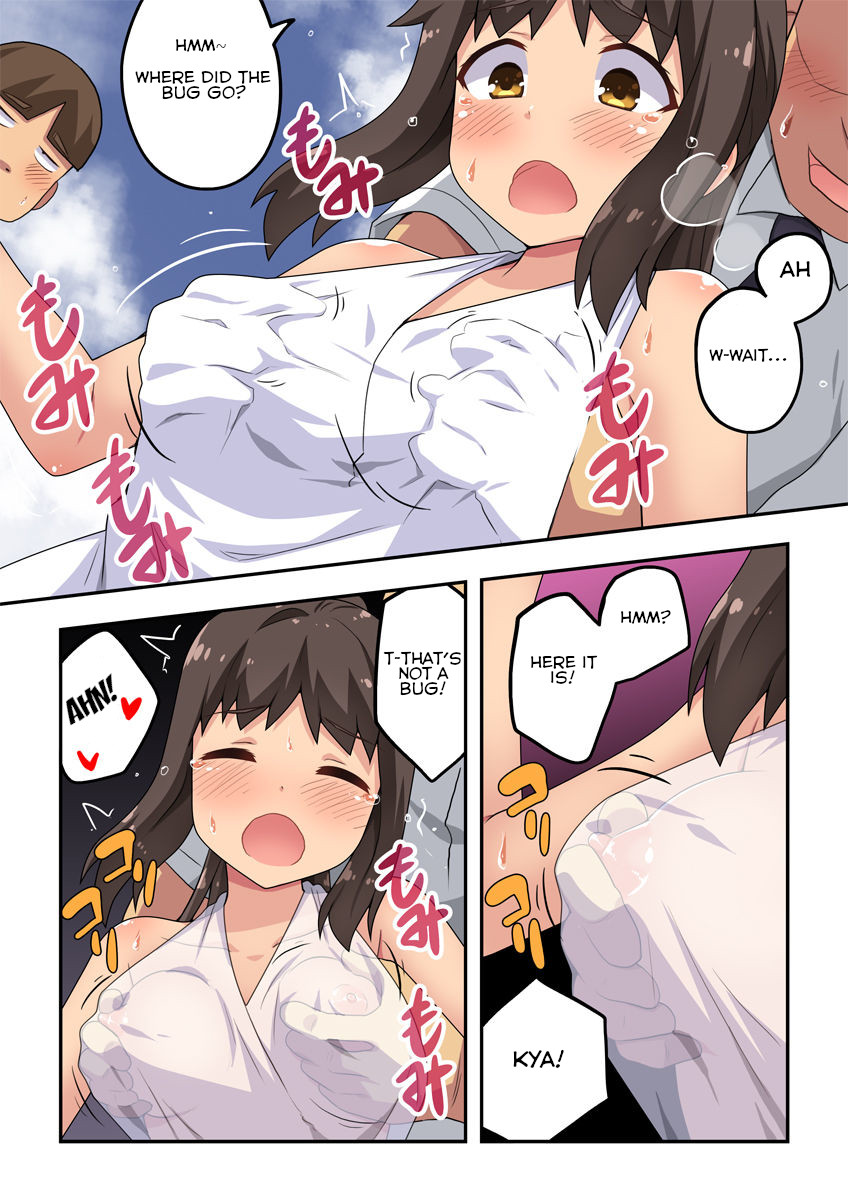 HMM~
WHERE DID THE
BUG GO?
もみ
もみ
もみ
もみ
AH
W-WAIT...
HMM?
HERE IT
IS!
コリ
コリ
KYA!
T-THAT'S
NOT A
BUG!
AHN!
コリ
コリ
もみ
もみ